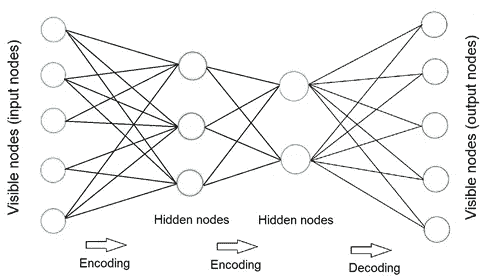 Visible nodes (input nodes)
Visible nodes (output nodes)
Hidden nodes
Hidden nodes
Encoding
Encoding
Decoding